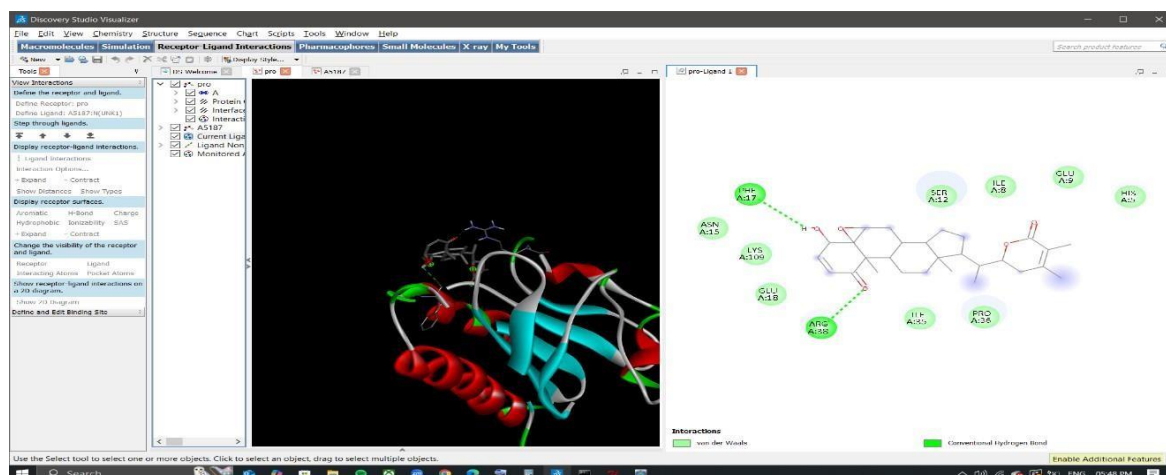 Discovery Studio Visualizer
File Edit View Chemistry Structure Sequence Chart Scripts Tools Window Help
Macromolecules Simulation Receptor-Ligand Interactions Pharmacophores Small Molecules X-ray My Tools
Search product features
New Display Style...
Tools
DS Welcome pro A5187
pro-Ligand 1
View Interactions
Define the receptor and ligand.
Define Receptor: pro
Define Ligand: A5187:N(UNK1)
Step through ligands.
Display receptor-ligand interactions.
Ligand Interactions
Interaction Options...
+ Expand - Contract
Show Distances Show Types
Display receptor surfaces.
Aromatic H-Bond Charge
Hydrophobic Ionizability SAS
+ Expand - Contract
Change the visibility of the receptor and ligand.
Receptor Ligand
Interacting Atoms Pocket Atoms
Show receptor-ligand interactions on a 2D diagram.
Show 2D Diagram
Define and Edit Binding Site
pro
A
Protein
Interface
Interacti
A5187
Current Liga
Ligand Non
Monitored A
PHE
A:17
SER
A:12
ILE
A:8
GLU
A:9
HIS
A:5
ASN
A:15
LYS
A:109
GLU
A:18
ARG
A:38
ILE
A:35
PRO
A:36
H O
O
O
O
O
Interactions
van der Waals
Conventional Hydrogen Bond
Use the Select tool to select one or more objects. Click to select an object, drag to select multiple objects.
Enable Additional Features
Search
ENG 05:48 PM